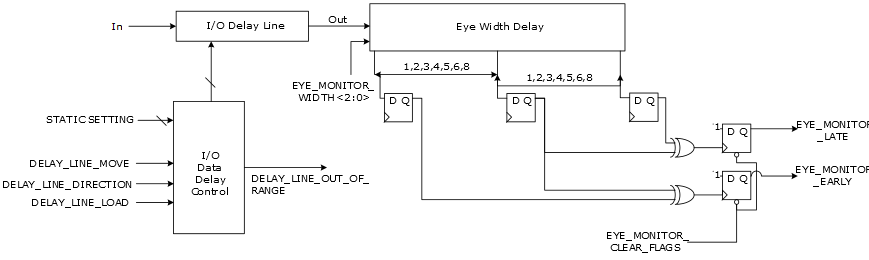 In
I/O Delay Line
Out
Eye Width Delay
1,2,3,4,5,6,8
1,2,3,4,5,6,8
EYE_MONITOR_
WIDTH<2:0>
D Q
D Q
D Q
STATIC SETTING
I/O
Data
Delay
Control
DELAY_LINE_MOVE
DELAY_LINE_DIRECTION
DELAY_LINE_LOAD
DELAY_LINE_OUT_OF_
RANGE
'1'
D Q
EYE_MONITOR
_LATE
'1'
D Q
EYE_MONITOR
_EARLY
EYE_MONITOR_
CLEAR_FLAGS